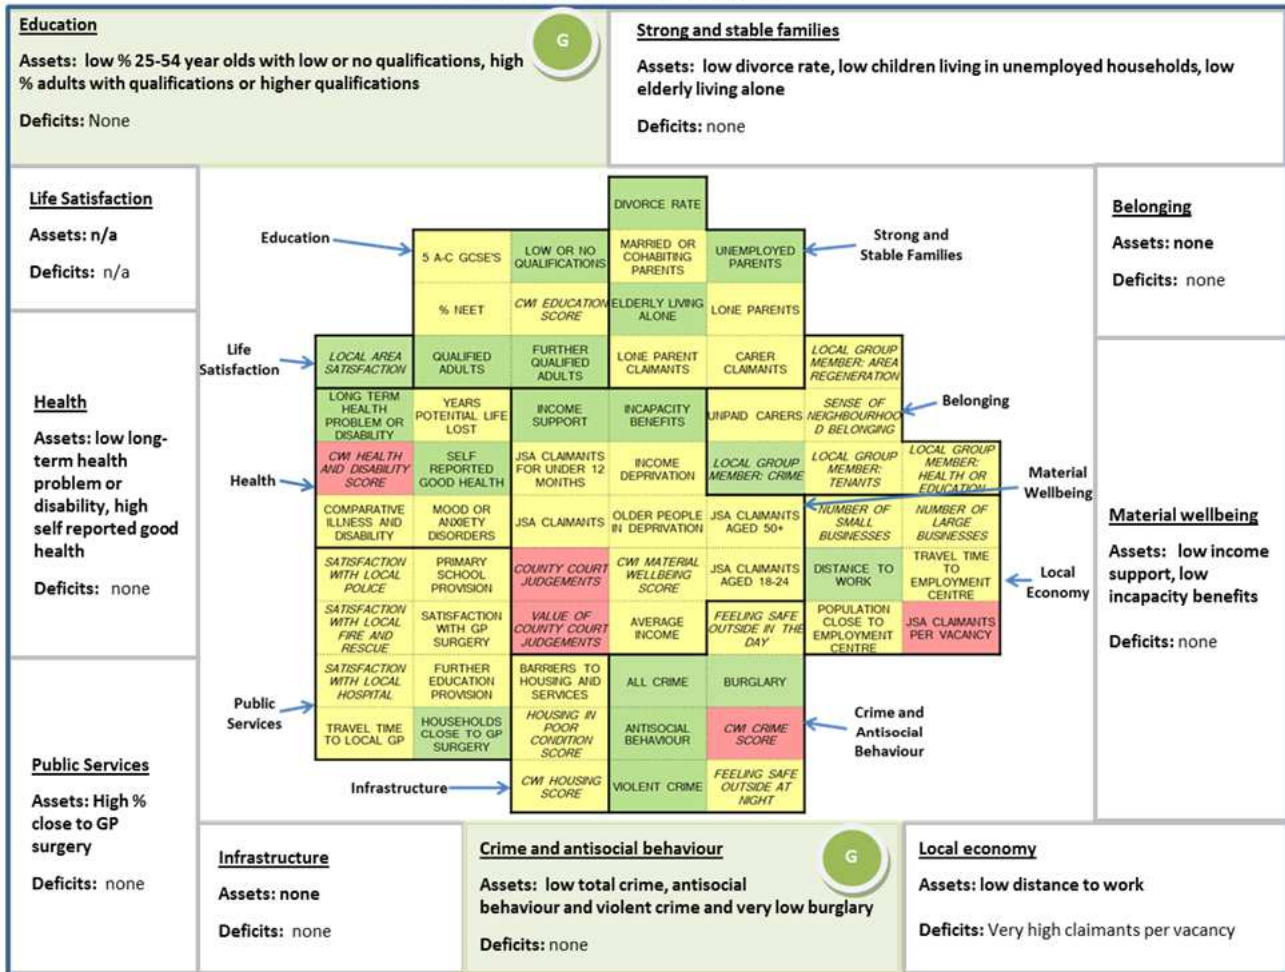 Education
G
Assets: low % 25-54 year olds with low or no qualifications, high
% adults with qualifications or higher qualifications
Deficits: None
Strong and stable families
Assets: low divorce rate, low children living in unemployed households, low
elderly living alone
Deficits: none
Life Satisfaction
Assets: n/a
Deficits: n/a
Health
Assets: low long-
term health
problem or
disability, high
self reported good
health
Deficits: none
Public Services
Assets: High %
close to GP
surgery
Deficits: none
Education
Life
Satisfaction
Health
Public
Services
Infrastructure
Strong and
Stable Families
Belonging
Material
Wellbeing
Local
Economy
Crime and
Antisocial
Behaviour
DIVORCE RATE
5 A-C GCSE'S
LOW OR NO
QUALIFICATIONS
MARRIED OR
COHABITING
PARENTS
UNEMPLOYED
PARENTS
% NEET
CWI EDUCATION
SCORE
ELDERLY LIVING
ALONE
LONE PARENTS
LOCAL AREA
SATISFACTION
QUALIFIED
ADULTS
FURTHER
QUALIFIED
ADULTS
LONE PARENT
CLAIMANTS
CARER
CLAIMANTS
LOCAL GROUP
MEMBER: AREA
REGENERATION
LONG TERM
HEALTH
PROBLEM OR
DISABILITY
YEARS
POTENTIAL LIFE
LOST
INCOME
SUPPORT
INCAPACITY
BENEFITS
UNPAID CARERS
SENSE OF
NEIGHBOURHOO
D BELONGING
CWI HEALTH
AND DISABILITY
SCORE
SELF
REPORTED
GOOD HEALTH
JSA CLAIMANTS
FOR UNDER 12
MONTHS
INCOME
DEPRIVATION
LOCAL GROUP
MEMBER: CRIME
LOCAL GROUP
MEMBER:
TENANTS
LOCAL GROUP
MEMBER:
HEALTH OR
EDUCATION
COMPARATIVE
ILLNESS AND
DISABILITY
MOOD OR
ANXIETY
DISORDERS
JSA CLAIMANTS
OLDER PEOPLE
IN DEPRIVATION
JSA CLAIMANTS
AGED 50+
NUMBER OF
SMALL
BUSINESSES
NUMBER OF
LARGE
BUSINESSES
SATISFACTION
WITH LOCAL
POLICE
PRIMARY
SCHOOL
PROVISION
COUNTY COURT
JUDGEMENTS
CWI MATERIAL
WELLBEING
SCORE
JSA CLAIMANTS
AGED 18-24
DISTANCE TO
WORK
TRAVEL TIME
TO
EMPLOYMENT
CENTRE
SATISFACTION
WITH LOCAL
FIRE AND
RESCUE
SATISFACTION
WITH GP
SURGERY
VALUE OF
COUNTY COURT
JUDGEMENTS
AVERAGE
INCOME
FEELING SAFE
OUTSIDE IN THE
DAY
POPULATION
CLOSE TO
EMPLOYMENT
CENTRE
JSA CLAIMANTS
PER VACANCY
SATISFACTION
WITH LOCAL
HOSPITAL
FURTHER
EDUCATION
PROVISION
BARRIERS TO
HOUSING AND
SERVICES
ALL CRIME
BURGLARY
TRAVEL TIME
TO LOCAL GP
HOUSEHOLDS
CLOSE TO GP
SURGERY
HOUSING IN
POOR
CONDITION
SCORE
ANTISOCIAL
BEHAVIOUR
CWI CRIME
SCORE
CWI HOUSING
SCORE
VIOLENT CRIME
FEELING SAFE
OUTSIDE AT
NIGHT
Belonging
Assets: none
Deficits: none
Material wellbeing
Assets: low income
support, low
incapacity benefits
Deficits: none
Infrastructure
Assets: none
Deficits: none
Crime and antisocial behaviour
G
Assets: low total crime, antisocial
behaviour and violent crime and very low burglary
Deficits: none
Local economy
Assets: low distance to work
Deficits: Very high claimants per vacancy